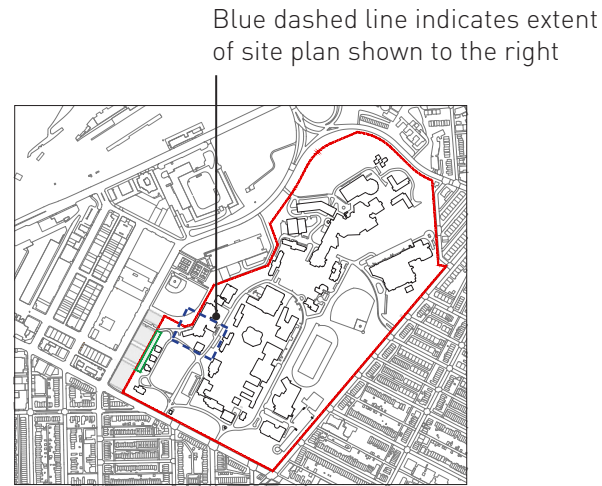 Blue dashed line indicates extent
of site plan shown to the right